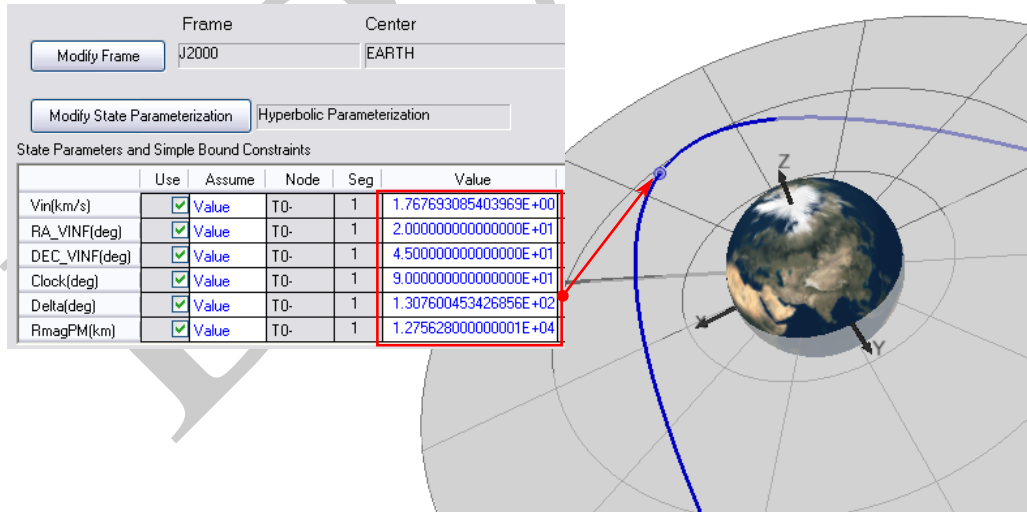 Frame Center
Modify Frame J2000 EARTH
Modify State Parameterization Hyperbolic Parameterization
State Parameters and Simple Bound Constraints
Use Assume Node Seg Value
Vin(km/s) Value T0- 1 1.767693085403969E+00
RA_VINF(deg) Value T0- 1 2.000000000000000E+01
DEC_VINF(deg) Value T0- 1 4.500000000000000E+01
Clock(deg) Value T0- 1 9.000000000000000E+01
Delta(deg) Value T0- 1 1.307600453426856E+02
RmagPM(km) Value T0- 1 1.275628000000001E+04
Z
X
Y